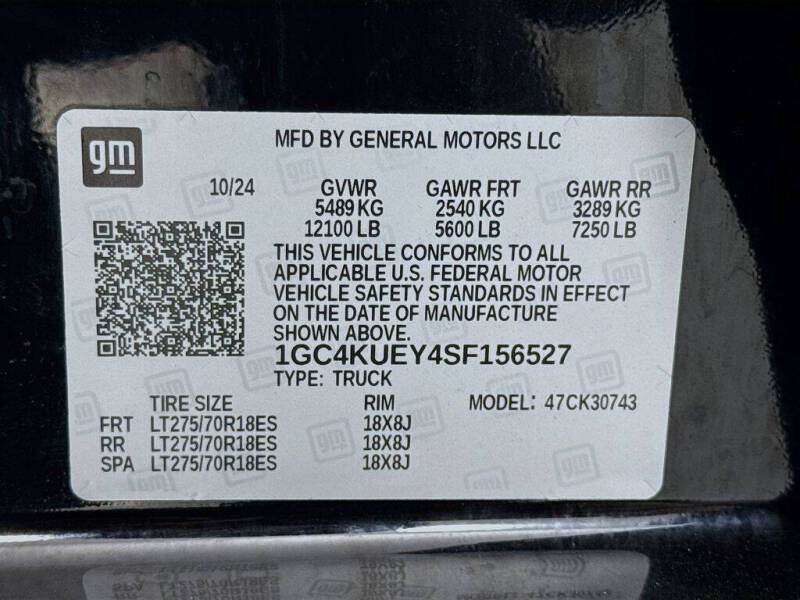 gm
MFD BY GENERAL MOTORS LLC
10/24 GVWR GAWR FRT GAWR RR
5489 KG 2540 KG 3289 KG
12100 LB 5600 LB 7250 LB
THIS VEHICLE CONFORMS TO ALL
APPLICABLE U.S. FEDERAL MOTOR
VEHICLE SAFETY STANDARDS IN EFFECT
ON THE DATE OF MANUFACTURE
SHOWN ABOVE.
1GC4KUEY4SF156527
TYPE: TRUCK
TIRE SIZE RIM MODEL: 47CK30743
FRT LT275/70R18ES 18X8J
RR LT275/70R18ES 18X8J
SPA LT275/70R18ES 18X8J